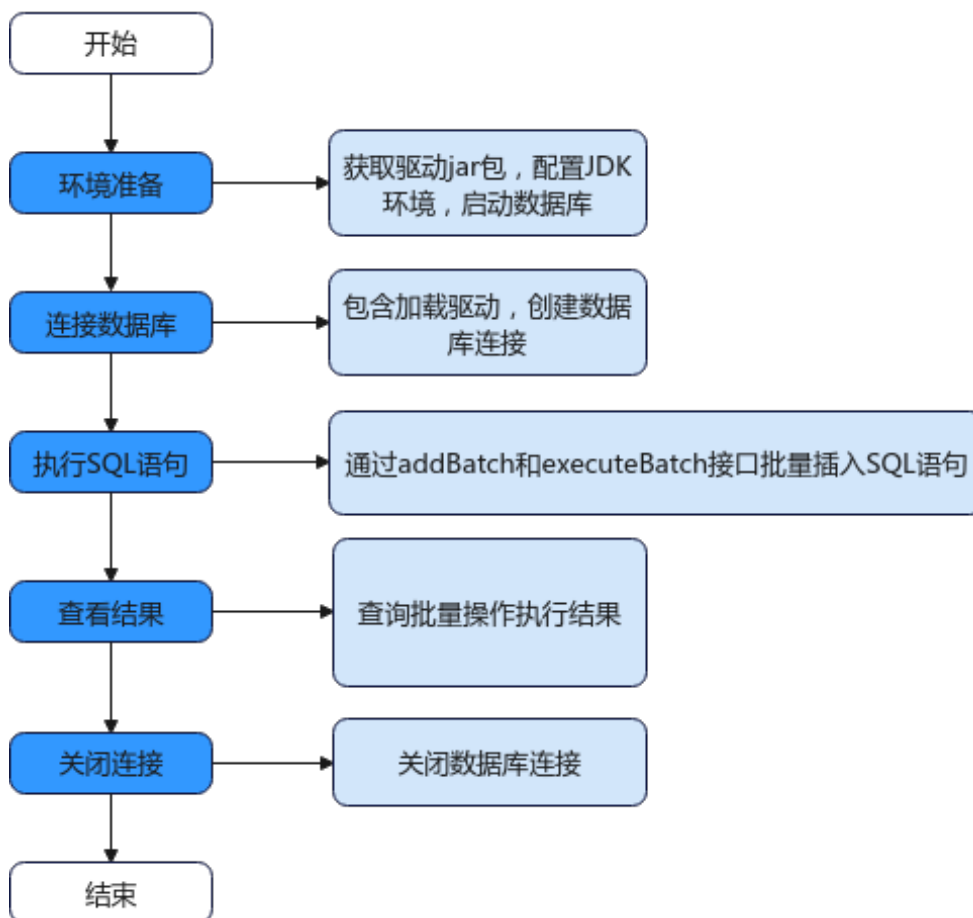 开始
环境准备
获取驱动jar包，配置JDK
环境，启动数据库
连接数据库
包含加载驱动，创建数据
库连接
执行SQL语句
通过addBatch和executeBatch接口批量插入SQL语句
查看结果
查询批量操作执行结果
关闭连接
关闭数据库连接
结束